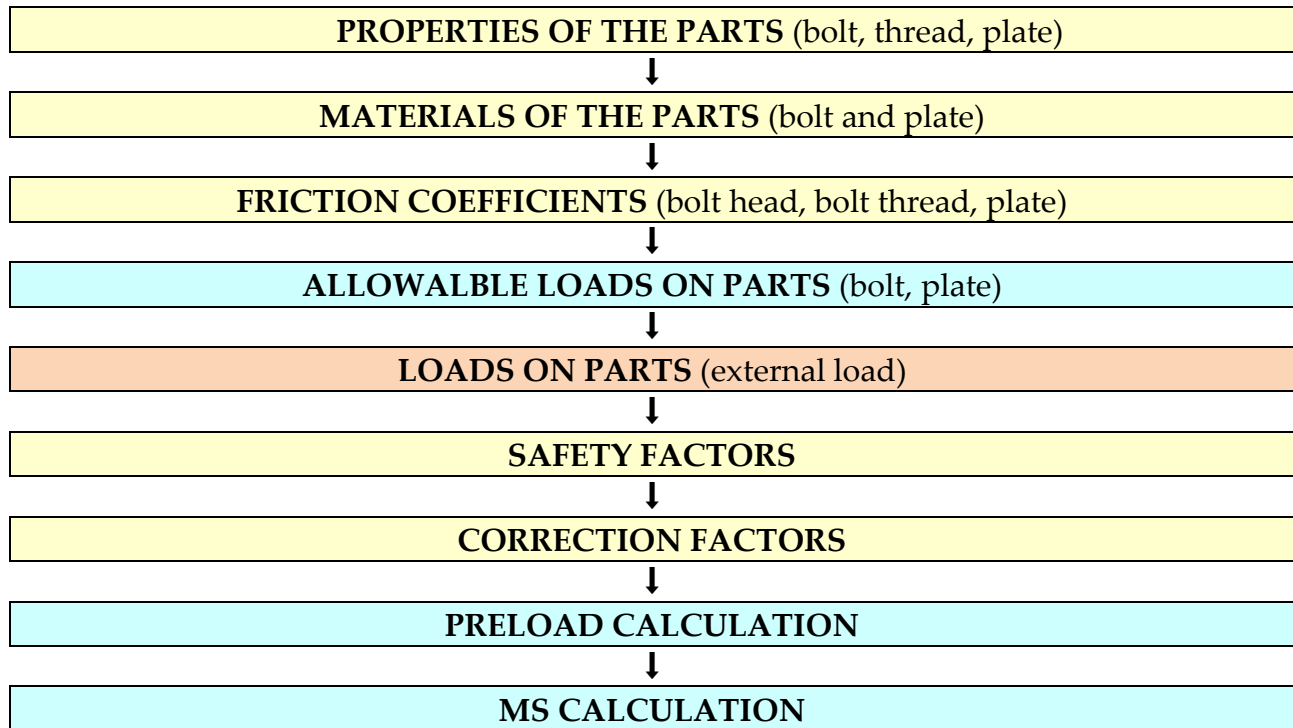 PROPERTIES OF THE PARTS (bolt, thread, plate)
MATERIALS OF THE PARTS (bolt and plate)
FRICTION COEFFICIENTS (bolt head, bolt thread, plate)
ALLOWALBLE LOADS ON PARTS (bolt, plate)
LOADS ON PARTS (external load)
SAFETY FACTORS
CORRECTION FACTORS
PRELOAD CALCULATION
MS CALCULATION